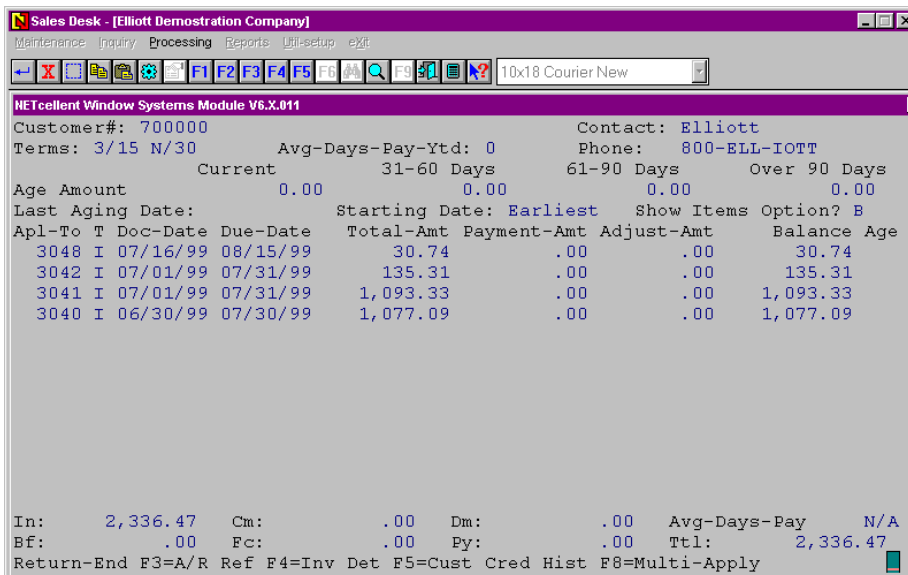 Sales Desk - [Elliott Demostration Company]
Maintenance Inquiry Processing Reports Util-setup eXit
X F1 F2 F3 F4 F5 F6 F9 ? 10x18 Courier New
NETcellent Window Systems Module V6.X.011
Customer#: 700000 Contact: Elliott
Terms: 3/15 N/30 Avg-Days-Pay-Ytd: 0 Phone: 800-ELL-IOTT
Current 31-60 Days 61-90 Days Over 90 Days
Age Amount 0.00 0.00 0.00 0.00
Last Aging Date: Starting Date: Earliest Show Items Option? B
Apl-To T Doc-Date Due-Date Total-Amt Payment-Amt Adjust-Amt Balance Age
3048 I 07/16/99 08/15/99 30.74 .00 .00 30.74
3042 I 07/01/99 07/31/99 135.31 .00 .00 135.31
3041 I 07/01/99 07/31/99 1,093.33 .00 .00 1,093.33
3040 I 06/30/99 07/30/99 1,077.09 .00 .00 1,077.09
In: 2,336.47 Cm: .00 Dm: .00 Avg-Days-Pay N/A
Bf: .00 Fc: .00 Py: .00 Ttl: 2,336.47
Return-End F3=A/R Ref F4=Inv Det F5=Cust Cred Hist F8=Multi-Apply